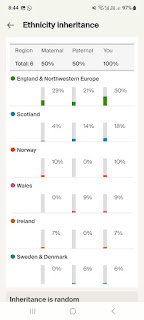 8:44
97%
Ethnicity Inheritance
Region Maternal Paternal You
Total: 6 50% 50% 100%
England & Northwestern Europe
29% 21% 50%
Scotland
4% 14% 18%
Norway
10% 0% 10%
Wales
0% 9% 9%
Ireland
7% 0% 7%
Sweden & Denmark
0% 6% 6%
Inheritance is random